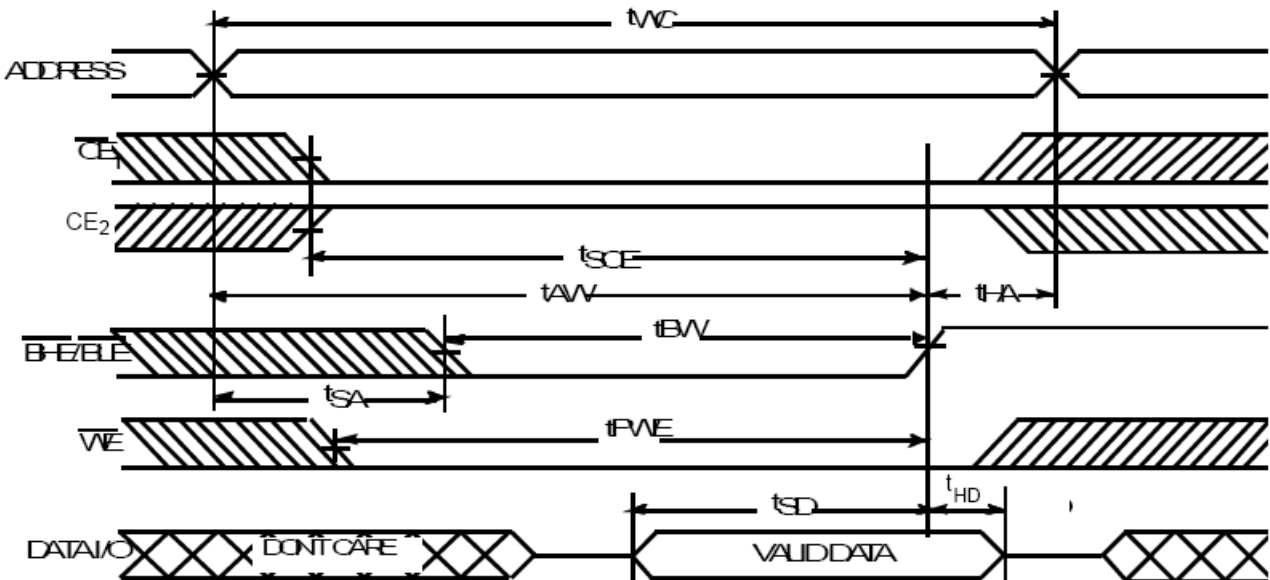 tWC
ADDRESS
CE1
CE2
tSCE
tAW
tHA
BHE/BLE
tBW
tSA
WE
tPWE
tSD
tHD
DATA I/O
DON'T CARE
VALID DATA